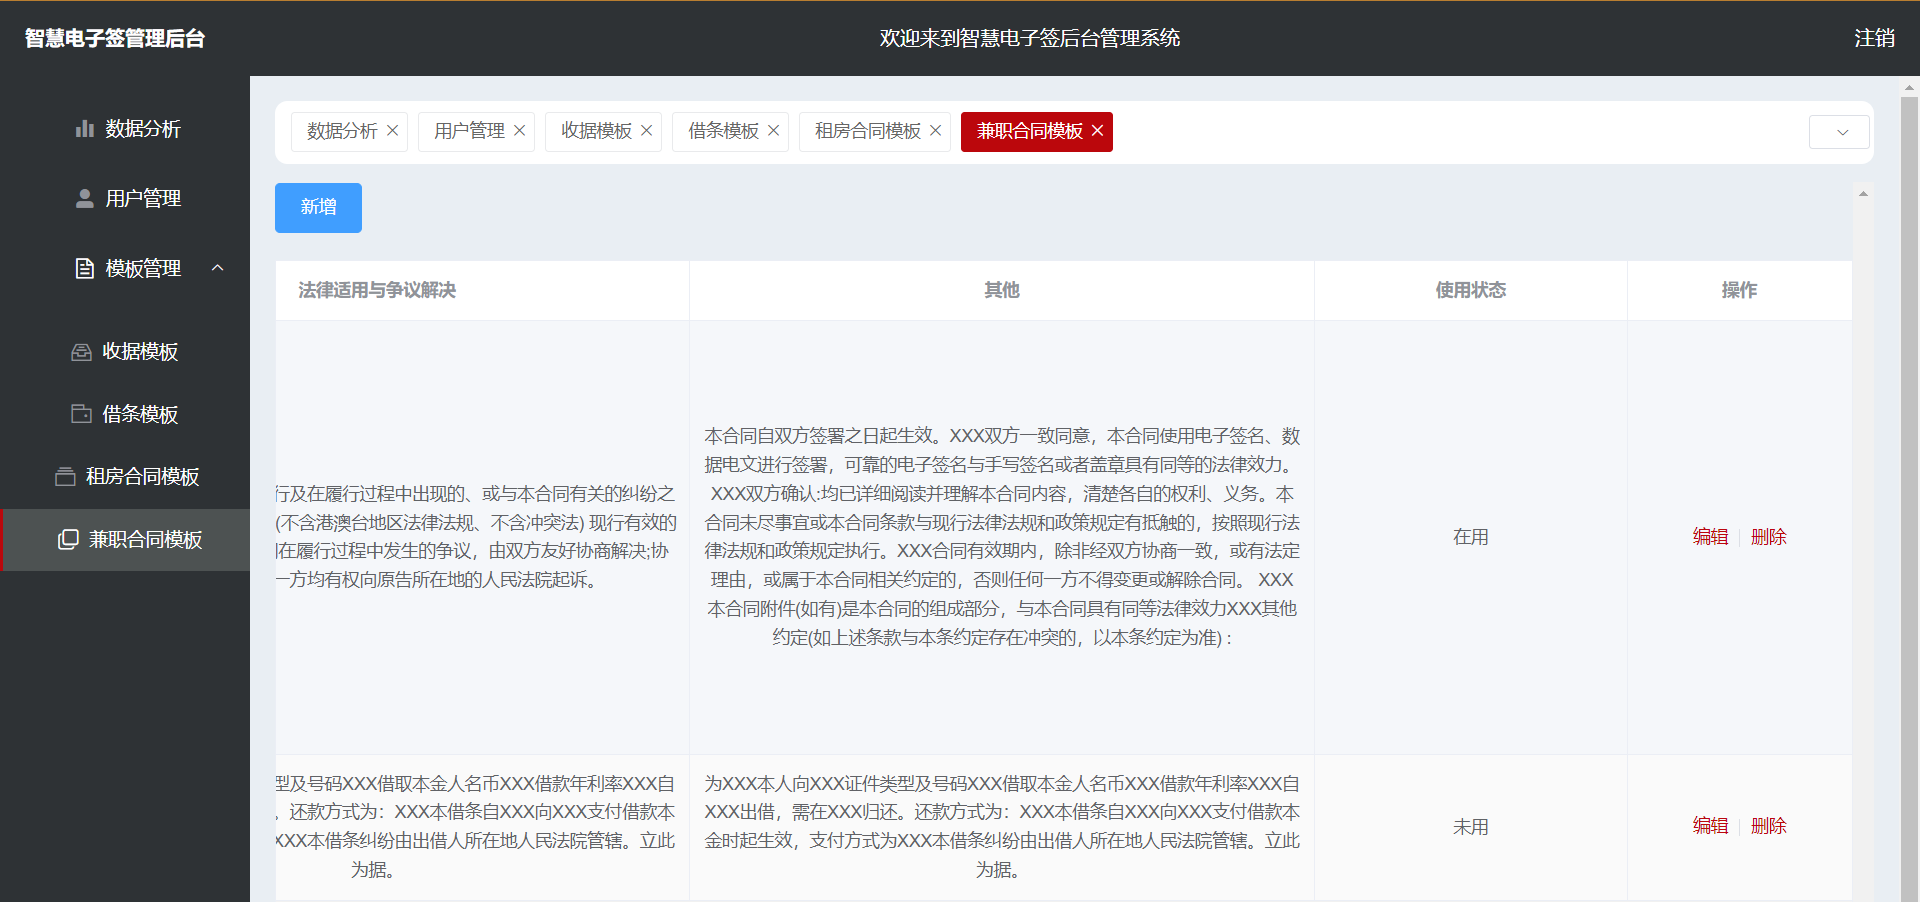 智慧电子签管理后台
欢迎来到智慧电子签后台管理系统
注销
数据分析
用户管理
模板管理
收据模板
借条模板
租房合同模板
兼职合同模板
数据分析
用户管理
收据模板
借条模板
租房合同模板
兼职合同模板
新增
法律适用与争议解决
其他
使用状态
操作
行及在履行过程中出现的、或与本合同有关的纠纷之
(不含港澳台地区法律法规、不含冲突法) 现行有效的
在履行过程中发生的争议，由双方友好协商解决;协
一方均有权向原告所在地的人民法院起诉。
本合同自双方签署之日起生效。XXX双方一致同意，本合同使用电子签名、数
据电文进行签署，可靠的电子签名与手写签名或者盖章具有同等的法律效力。
XXX双方确认:均已详细阅读并理解本合同内容，清楚各自的权利、义务。本
合同未尽事宜或本合同条款与现行法律法规和政策规定有抵触的，按照现行法
律法规和政策规定执行。XXX合同有效期内，除非经双方协商一致，或有法定
理由，或属于本合同相关约定的，否则任何一方不得变更或解除合同。 XXX
本合同附件(如有)是本合同的组成部分，与本合同具有同等法律效力XXX其他
约定(如上述条款与本条约定存在冲突的，以本条约定为准)：
在用
编辑
删除
型及号码XXX借取本金人名币XXX借款年利率XXX自
。还款方式为：XXX本借条自XXX向XXX支付借款本
XXX本借条纠纷由出借人所在地人民法院管辖。立此
为据。
为XXX本人向XXX证件类型及号码XXX借取本金人名币XXX借款年利率XXX自
XXX出借，需在XXX归还。还款方式为：XXX本借条自XXX向XXX支付借款本
金时起生效，支付方式为XXX本借条纠纷由出借人所在地人民法院管辖。立此
为据。
未用
编辑
删除